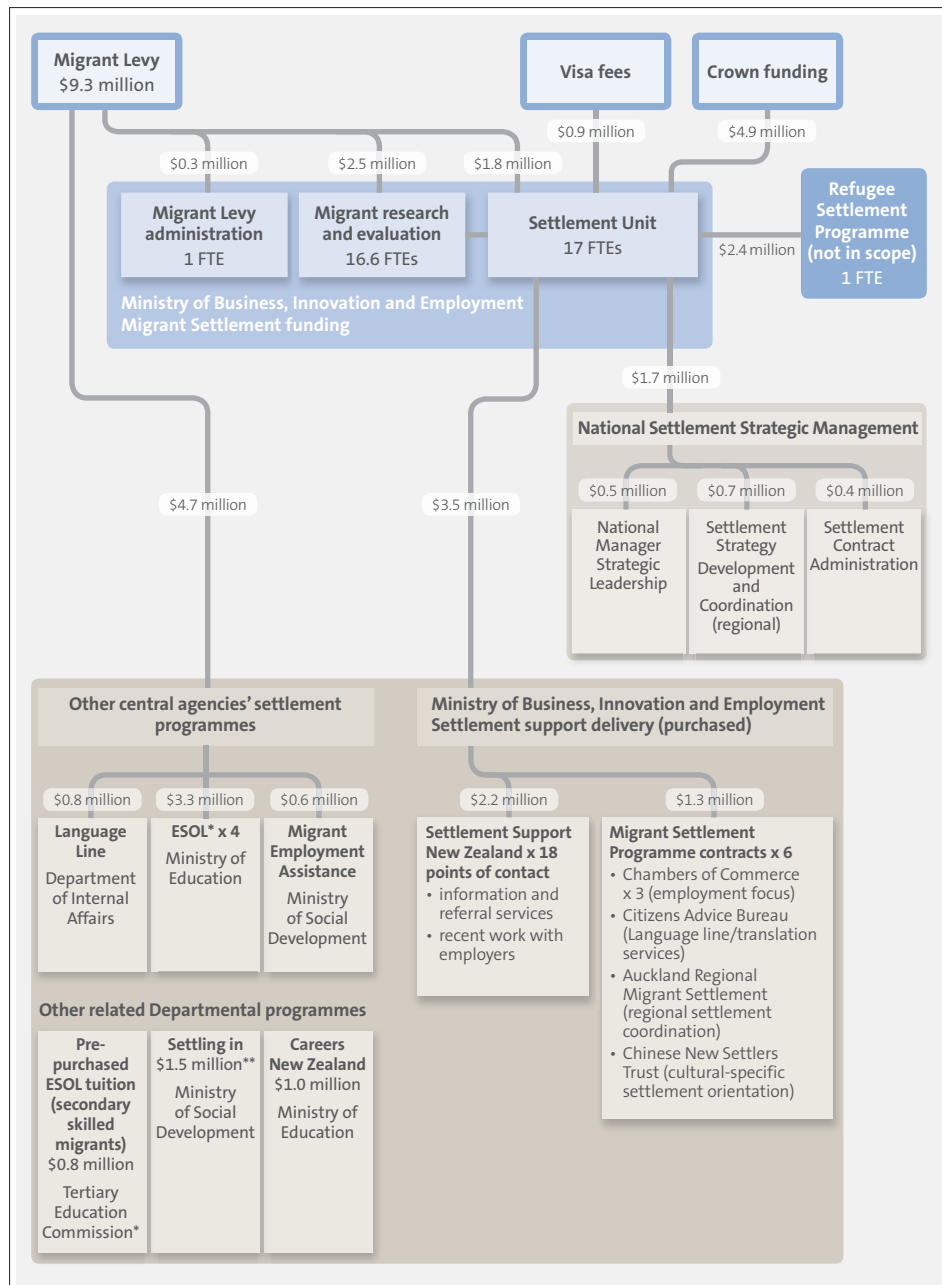 Migrant Levy
$9.3 million
Visa fees
Crown funding
$0.9 million
$4.9 million
$0.3 million
$2.5 million
$1.8 million
Migrant Levy
administration
1 FTE
Migrant research
and evaluation
16.6 FTEs
Settlement Unit
17 FTEs
$2.4 million
Refugee
Settlement
Programme
(not in scope)
1 FTE
Ministry of Business, Innovation and Employment
Migrant Settlement funding
$1.7 million
National Settlement Strategic Management
$0.5 million
$0.7 million
$0.4 million
National
Manager
Strategic
Leadership
Settlement
Strategy
Development
and
Coordination
(regional)
Settlement
Contract
Administration
$4.7 million
$3.5 million
Other central agencies’ settlement
programmes
$0.8 million
$3.3 million
$0.6 million
Language
Line
Department
of Internal
Affairs
ESOL* x 4
Ministry of
Education
Migrant
Employment
Assistance
Ministry
of Social
Development
Other related Departmental programmes
Pre-
purchased
ESOL tuition
(secondary
skilled
migrants)
$0.8 million
Tertiary
Education
Commission*
Settling in
$1.5 million**
Ministry
of Social
Development
Careers
New Zealand
$1.0 million
Ministry of
Education
Ministry of Business, Innovation and Employment
Settlement support delivery (purchased)
$2.2 million
$1.3 million
Settlement Support
New Zealand x 18
points of contact
• information and
referral services
• recent work with
employers
Migrant Settlement
Programme contracts x 6
• Chambers of Commerce
x 3 (employment focus)
• Citizens Advice Bureau
(Language line/translation
services)
• Auckland Regional
Migrant Settlement
(regional settlement
coordination)
• Chinese New Settlers
Trust (cultural-specific
settlement orientation)